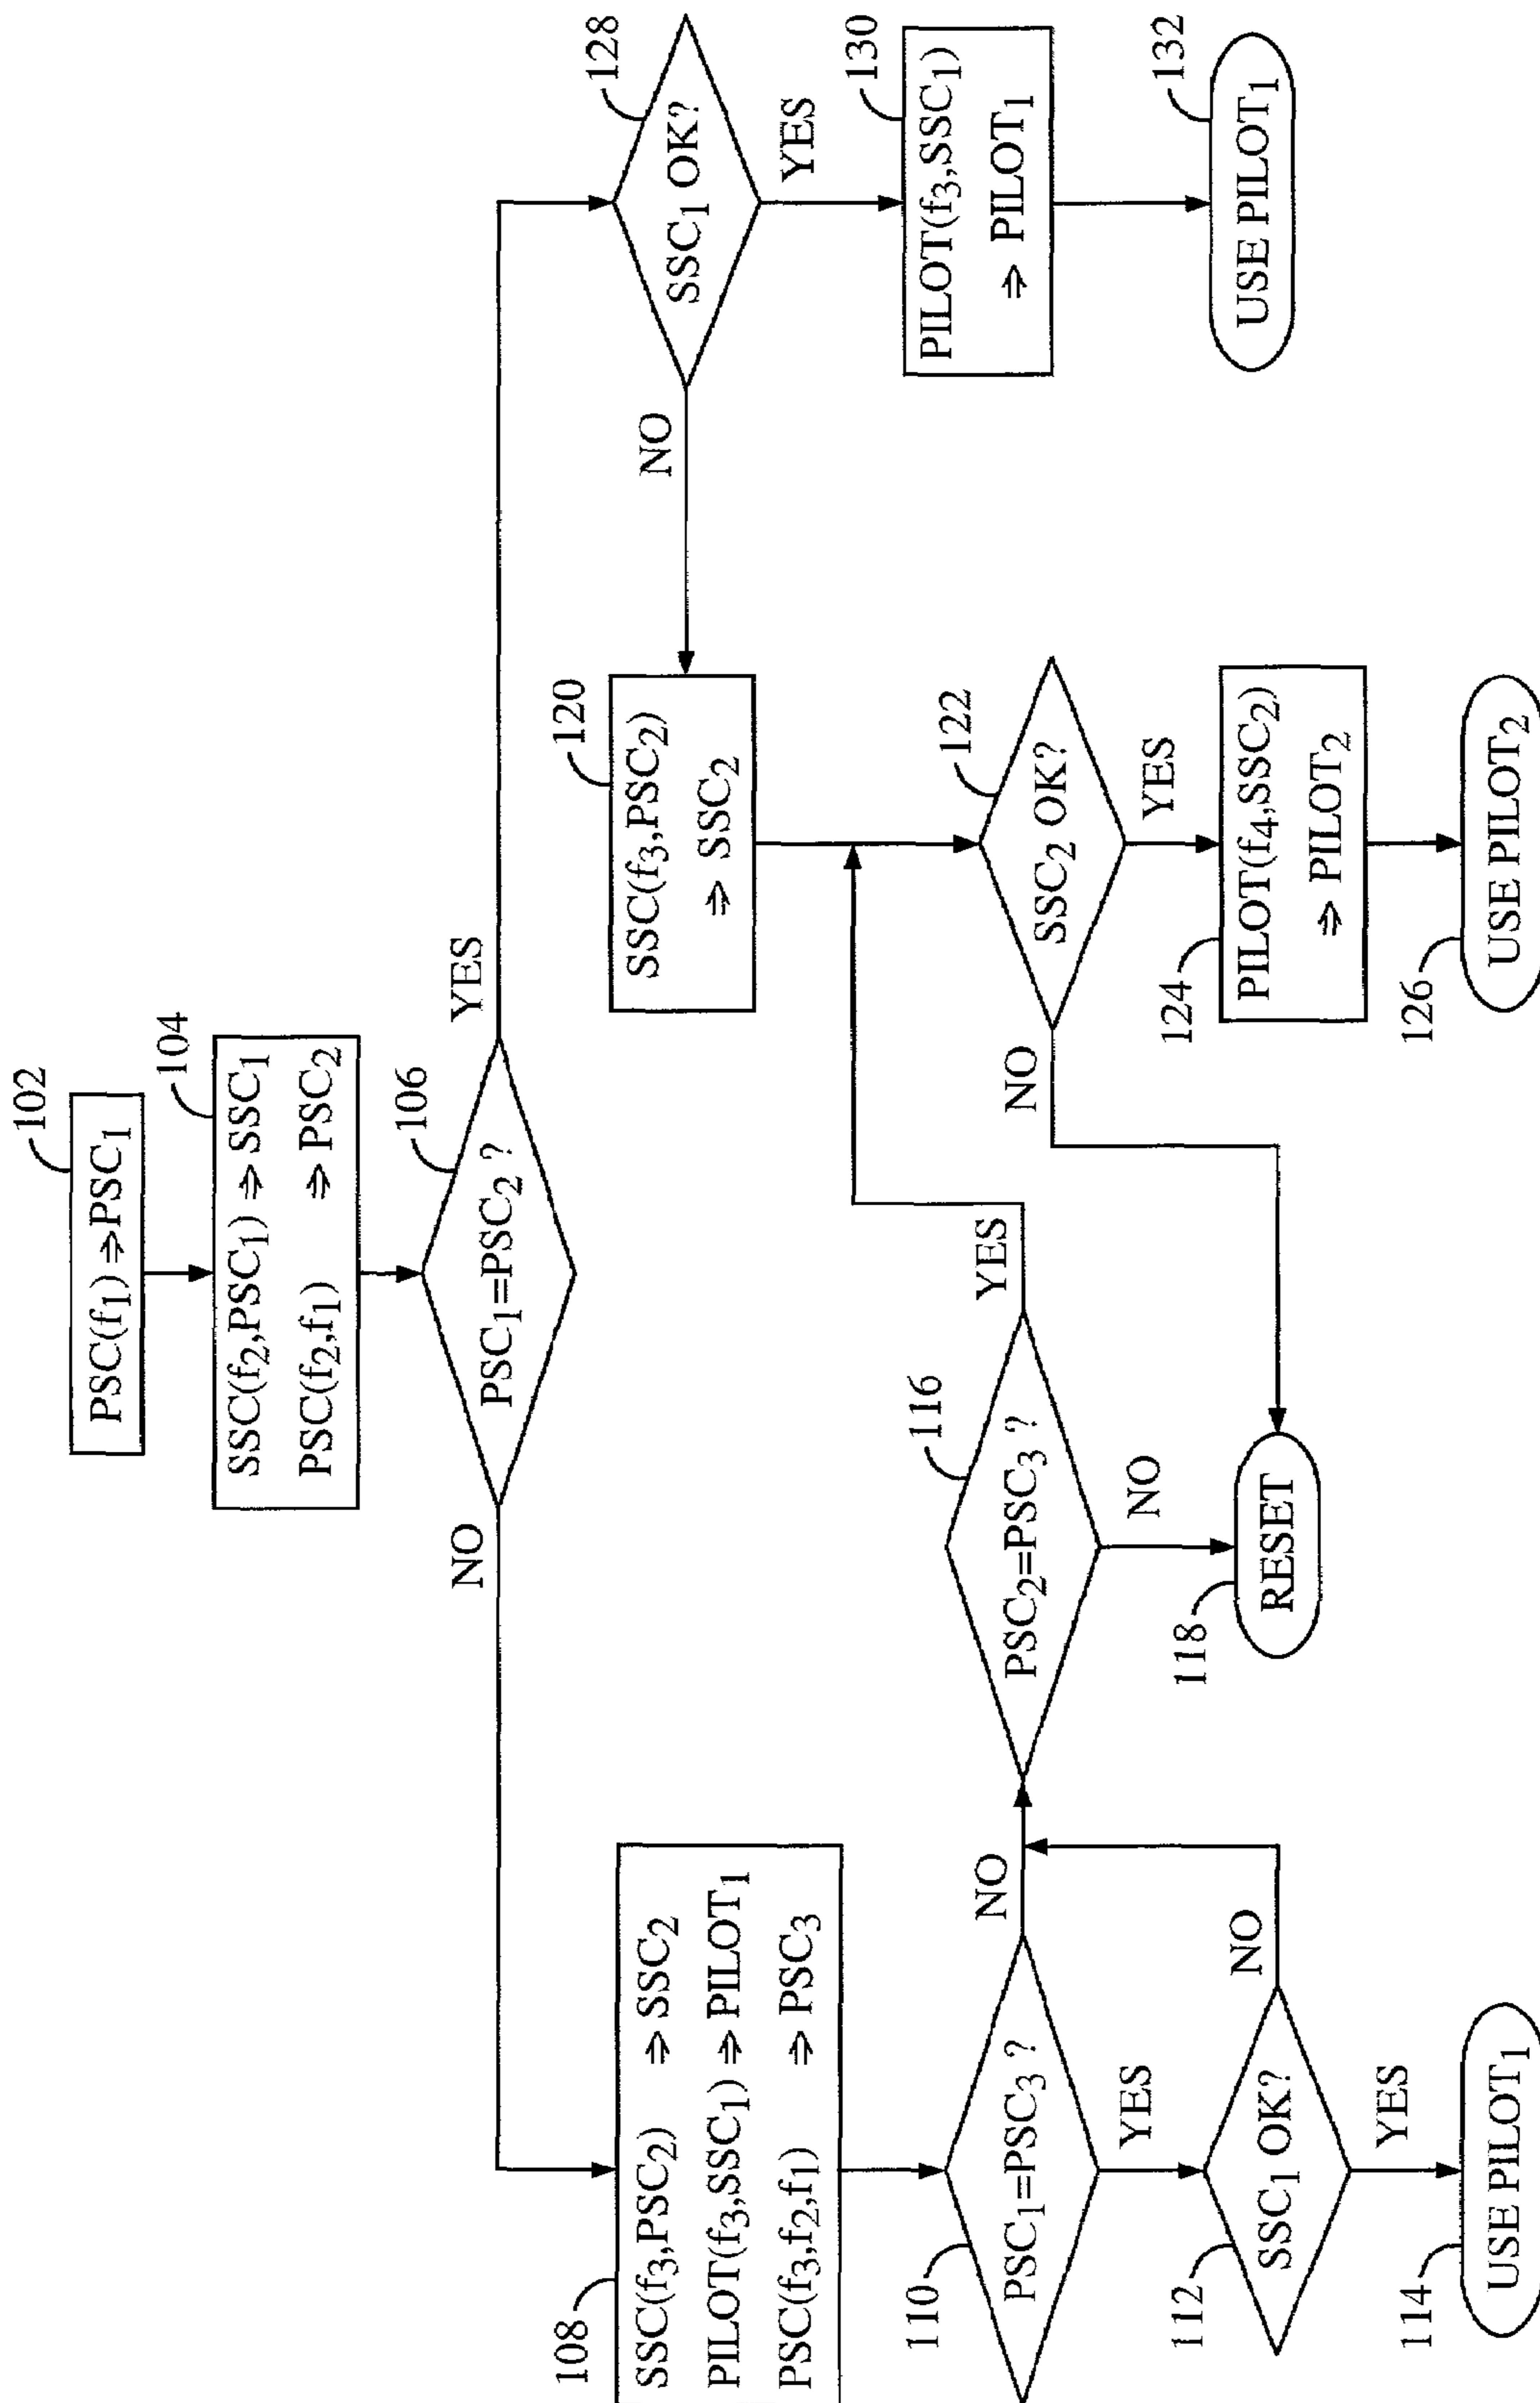 102
PSC(f1) ⇒ PSC1
104
SSC(f2,PSC1) ⇒ SSC1
PSC(f2,f1) ⇒ PSC2
106
PSC1=PSC2 ?
NO
YES
108
SSC(f3,PSC2) ⇒ SSC2
PILOT(f3,SSC1) ⇒ PILOT1
PSC(f3,f2,f1) ⇒ PSC3
110
PSC1=PSC3 ?
NO
YES
112
SSC1 OK?
NO
YES
114
USE PILOT1
116
PSC2=PSC3 ?
YES
NO
118
RESET
120
SSC(f3,PSC2)
⇒ SSC2
122
SSC2 OK?
NO
YES
124
PILOT(f4,SSC2)
⇒ PILOT2
126
USE PILOT2
128
SSC1 OK?
NO
YES
130
PILOT(f3,SSC1)
⇒ PILOT1
132
USE PILOT1